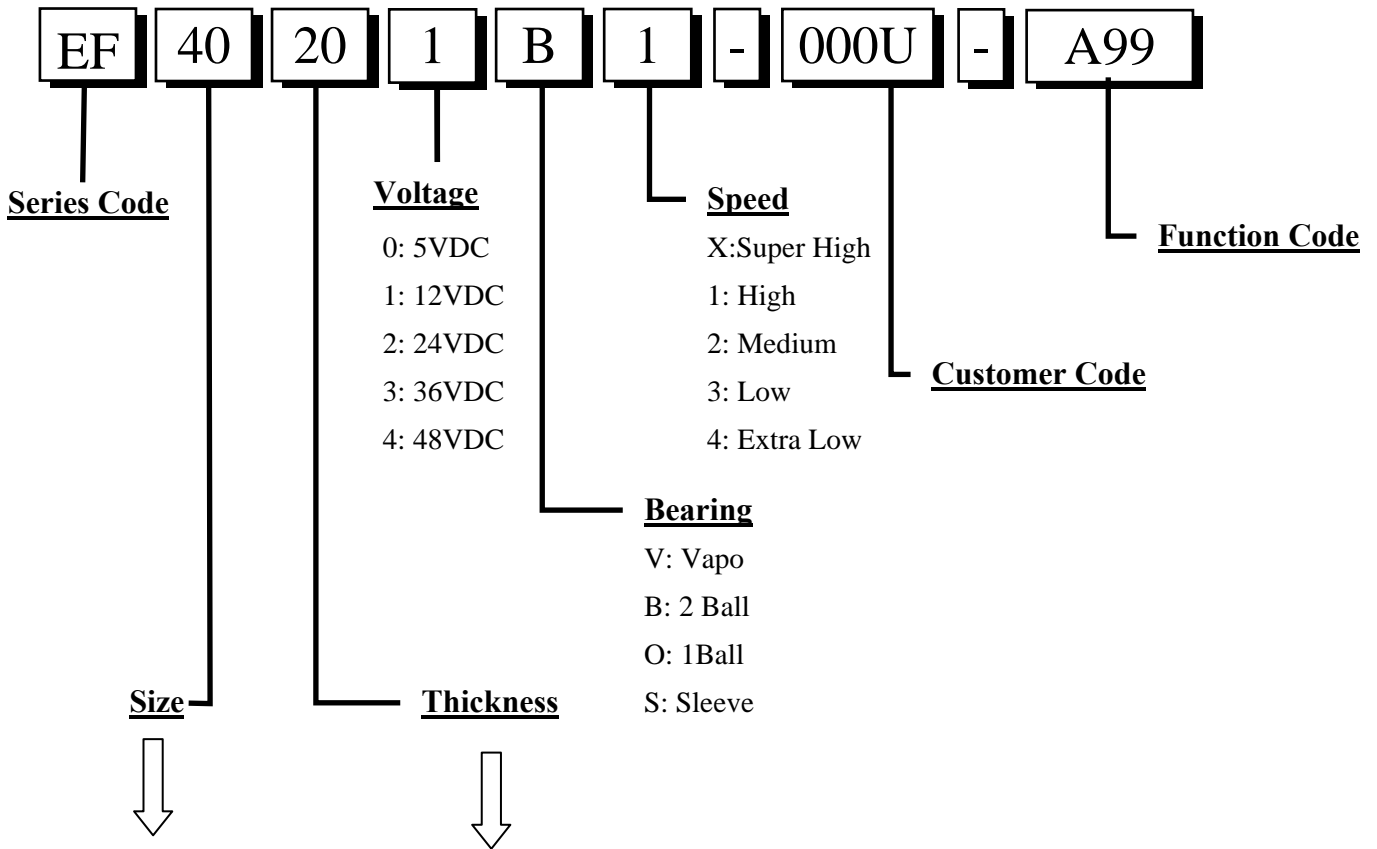 EF 40 20 1 B 1 - 000U - A99
Series Code
Voltage
0: 5VDC
1: 12VDC
2: 24VDC
3: 36VDC
4: 48VDC
Speed
X:Super High
1: High
2: Medium
3: Low
4: Extra Low
Function Code
Customer Code
Bearing
V: Vapo
B: 2 Ball
O: 1Ball
S: Sleeve
Size
Thickness